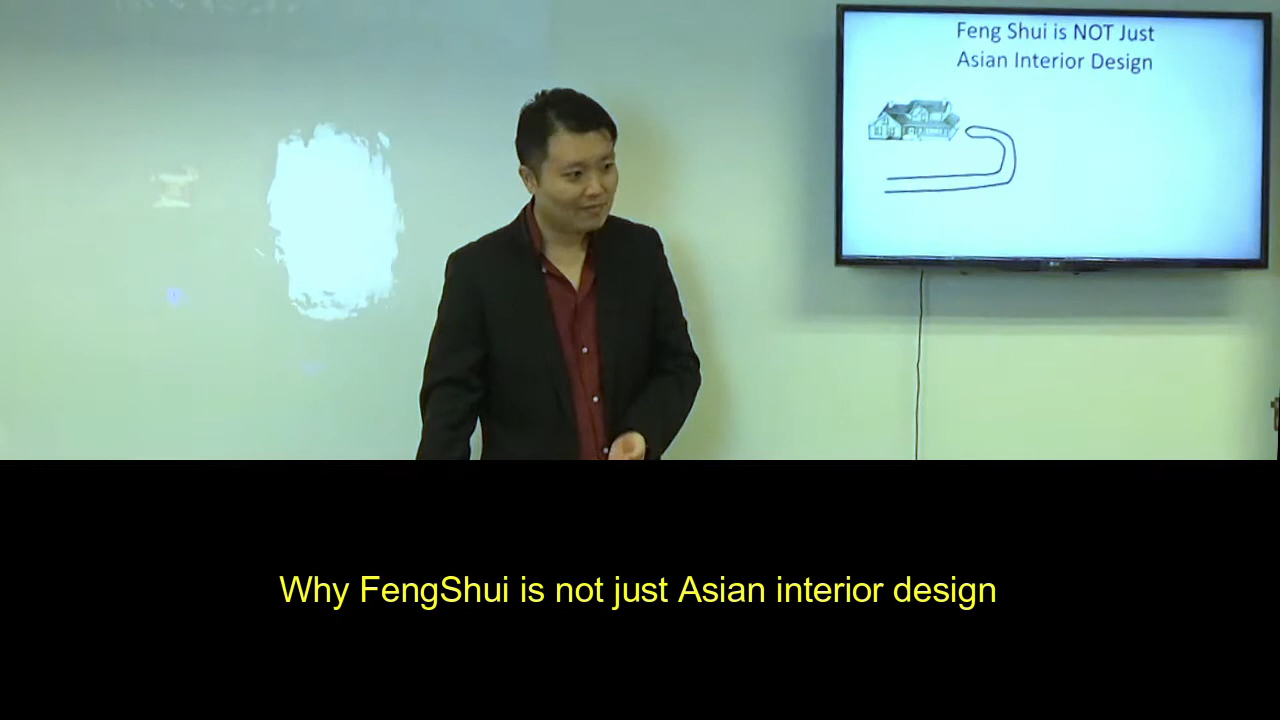 Feng Shui is NOT Just
Asian Interior Design
Why FengShui is not just Asian interior design